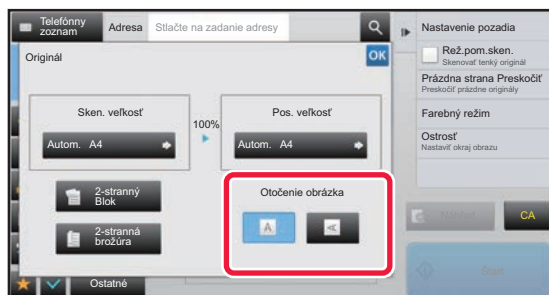 Telefónny
zoznam
Adresa
Stlačte na zadanie adresy
Originál
OK
Sken. veľkosť
100%
Pos. veľkosť
Autom. A4
Autom. A4
2-stranný
Blok
2-stranná
brožúra
Otočenie obrázka
A
A
Ostatné
Nastavenie pozadia
Rež.pom.sken.
Skenovať tenký originál
Prázdna strana Preskočiť
Preskočiť prázdne originály
Farebný režim
Ostrosť
Nastaviť okraj obrazu
CA
Štart